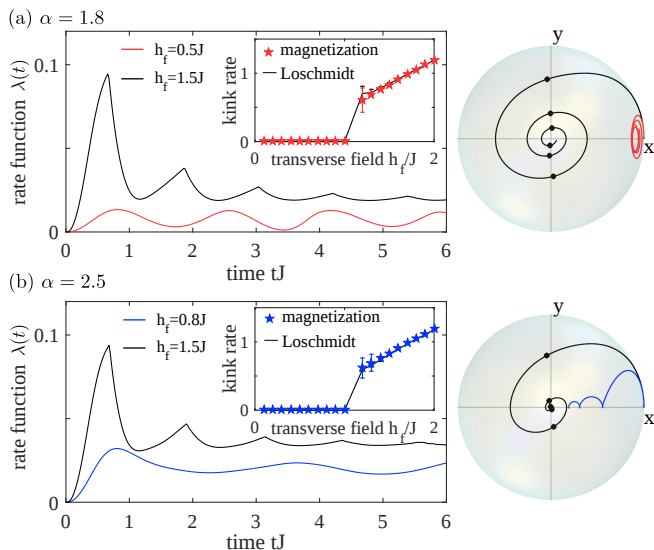 (a) α = 1.8
rate function λ(t)
0.1
0
h_f=0.5J
h_f=1.5J
kink rate
1
0
magnetization
Loschmidt
0
2
transverse field h_f/J
0 1 2 3 4 5 6
time tJ
y
x
(b) α = 2.5
rate function λ(t)
0.1
0
h_f=0.8J
h_f=1.5J
kink rate
1
0
magnetization
Loschmidt
0
2
transverse field h_f/J
0 1 2 3 4 5 6
time tJ
y
x